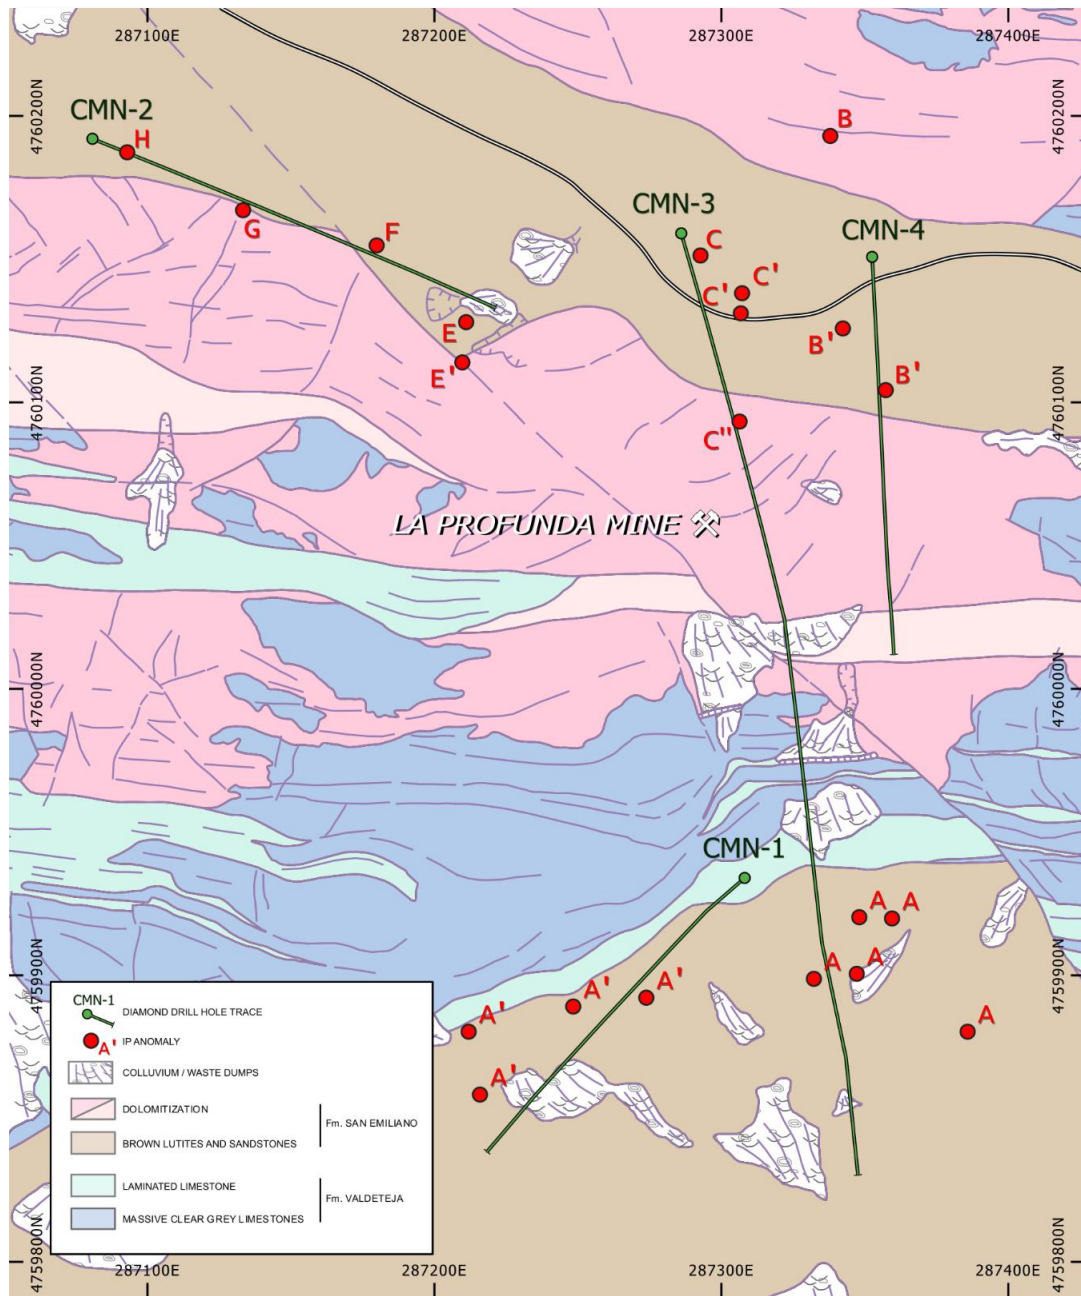 287100E
287200E
287300E
287400E
4760200N
4760200N
CMN-2
H
B
G
F
CMN-3
C
CMN-4
C'
C'
B'
E
E'
B'
4760100N
4760100N
C"
LA PROFUNDA MINE
4760000N
4760000N
CMN-1
A
A
A
A
A'
A'
A'
A
A'
4759900N
4759900N
CMN-1
DIAMOND DRILL HOLE TRACE
A'
IP ANOMALY
COLLUVIUM / WASTE DUMPS
DOLOMITIZATION
Fm. SAN EMILIANO
BROWN LUTITES AND SANDSTONES
LAMINATED LIMESTONE
Fm. VALDETEJA
MASSIVE CLEAR GREY LIMESTONES
4759800N
4759800N
287100E
287200E
287300E
287400E